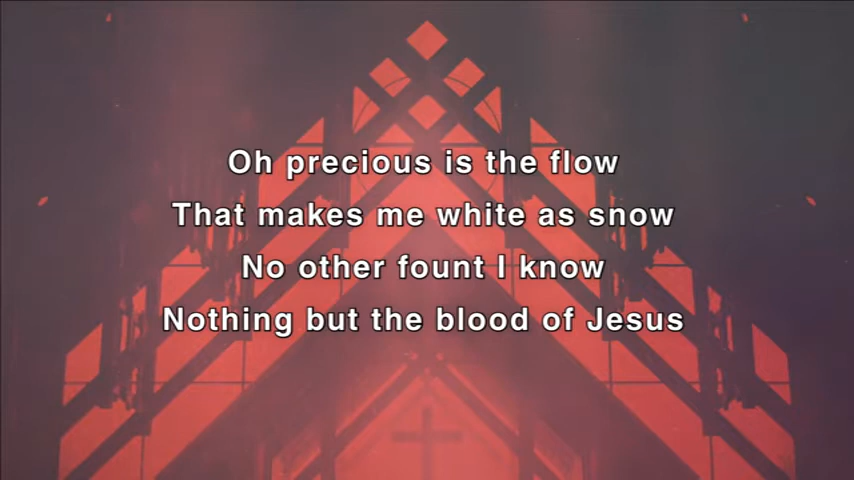 Oh precious is the flow
That makes me white as snow
No other fount I know
Nothing but the blood of Jesus